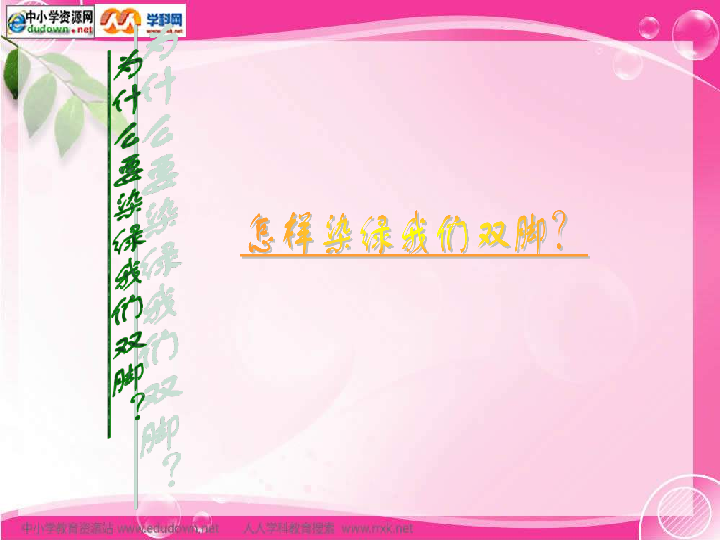 中小学资源网
dudown.net
学科网
为什么要染绿我们双脚?
怎样染绿我们双脚?
中小学教育资源站 www.edudown.net 人人学科教育搜索 www.rrxk.net